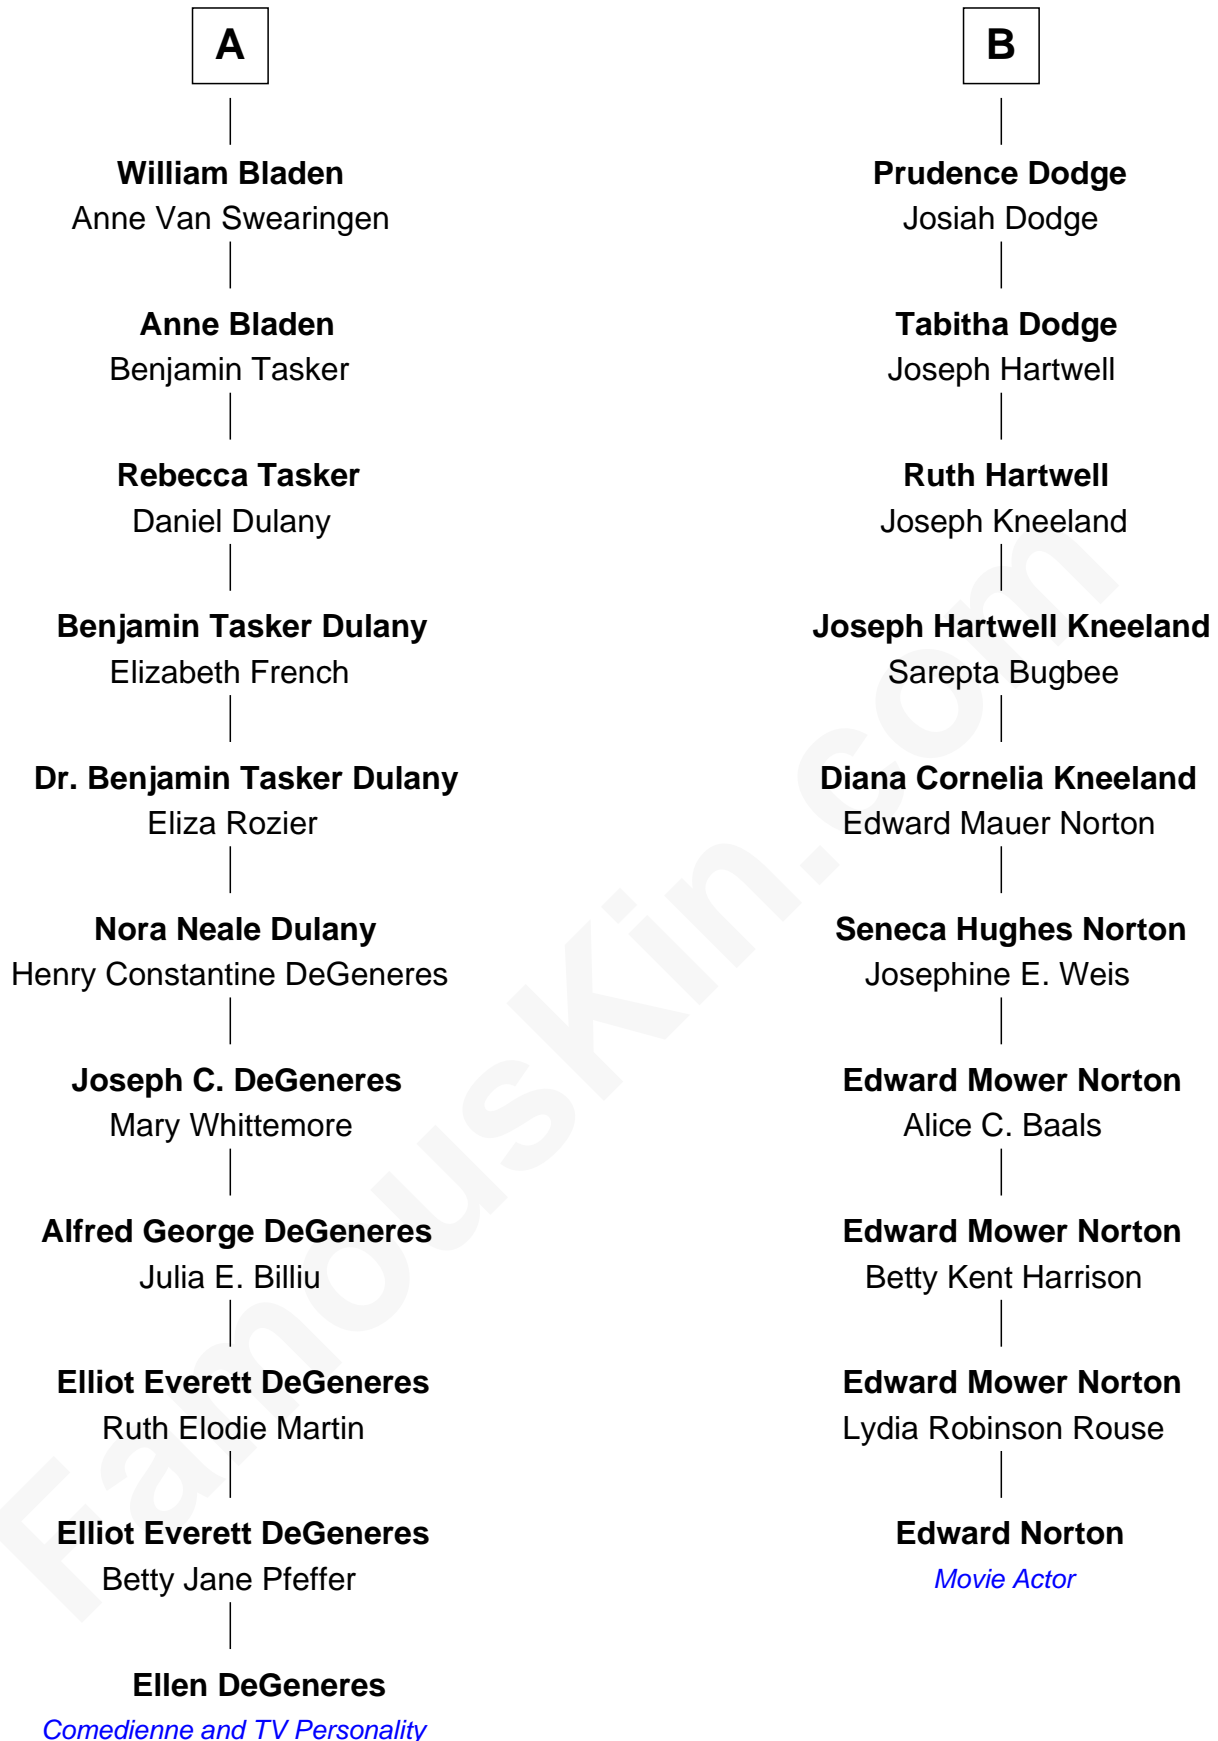 A
William Bladen
Anne Van Swearingen
Anne Bladen
Benjamin Tasker
Rebecca Tasker
Daniel Dulany
Benjamin Tasker Dulany
Elizabeth French
Dr. Benjamin Tasker Dulany
Eliza Rozier
Nora Neale Dulany
Henry Constantine DeGeneres
Joseph C. DeGeneres
Mary Whittemore
Alfred George DeGeneres
Julia E. Billiu
Elliot Everett DeGeneres
Ruth Elodie Martin
Elliot Everett DeGeneres
Betty Jane Pfeffer
Ellen DeGeneres
Comedienne and TV Personality
B
Prudence Dodge
Josiah Dodge
Tabitha Dodge
Joseph Hartwell
Ruth Hartwell
Joseph Kneeland
Joseph Hartwell Kneeland
Sarepta Bugbee
Diana Cornelia Kneeland
Edward Mauer Norton
Seneca Hughes Norton
Josephine E. Weis
Edward Mower Norton
Alice C. Baals
Edward Mower Norton
Betty Kent Harrison
Edward Mower Norton
Lydia Robinson Rouse
Edward Norton
Movie Actor
FamousKin.com